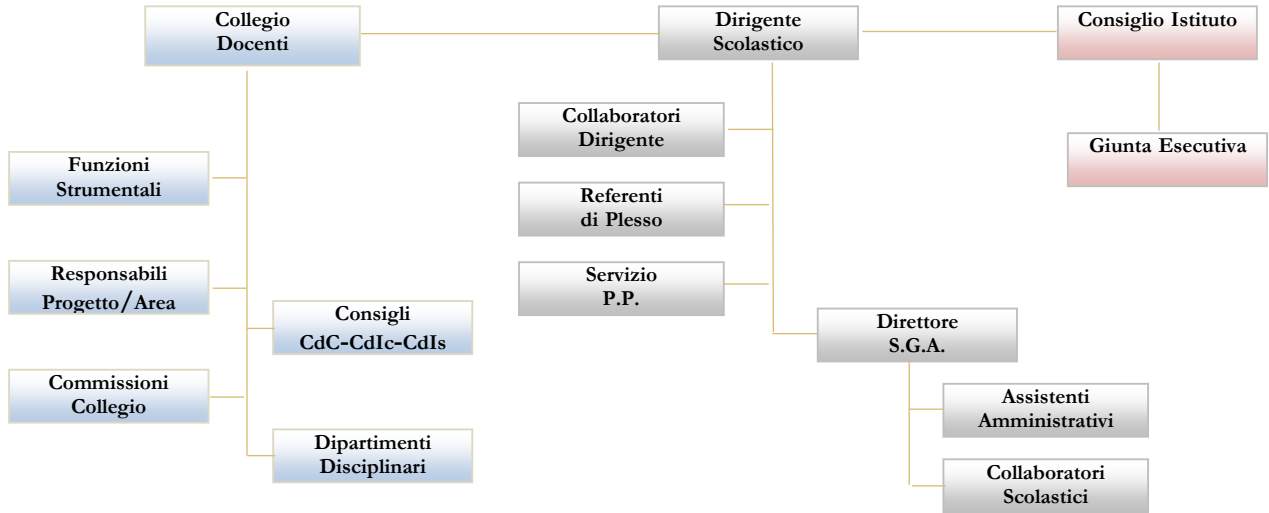 Collegio
Docenti
Dirigente
Scolastico
Consiglio Istituto
Collaboratori
Dirigente
Giunta Esecutiva
Funzioni
Strumentali
Referenti
di Plesso
Responsabili
Progetto/Area
Servizio
P.P.
Consigli
CdC-CdIc-CdIs
Direttore
S.G.A.
Commissioni
Collegio
Assistenti
Amministrativi
Dipartimenti
Disciplinari
Collaboratori
Scolastici